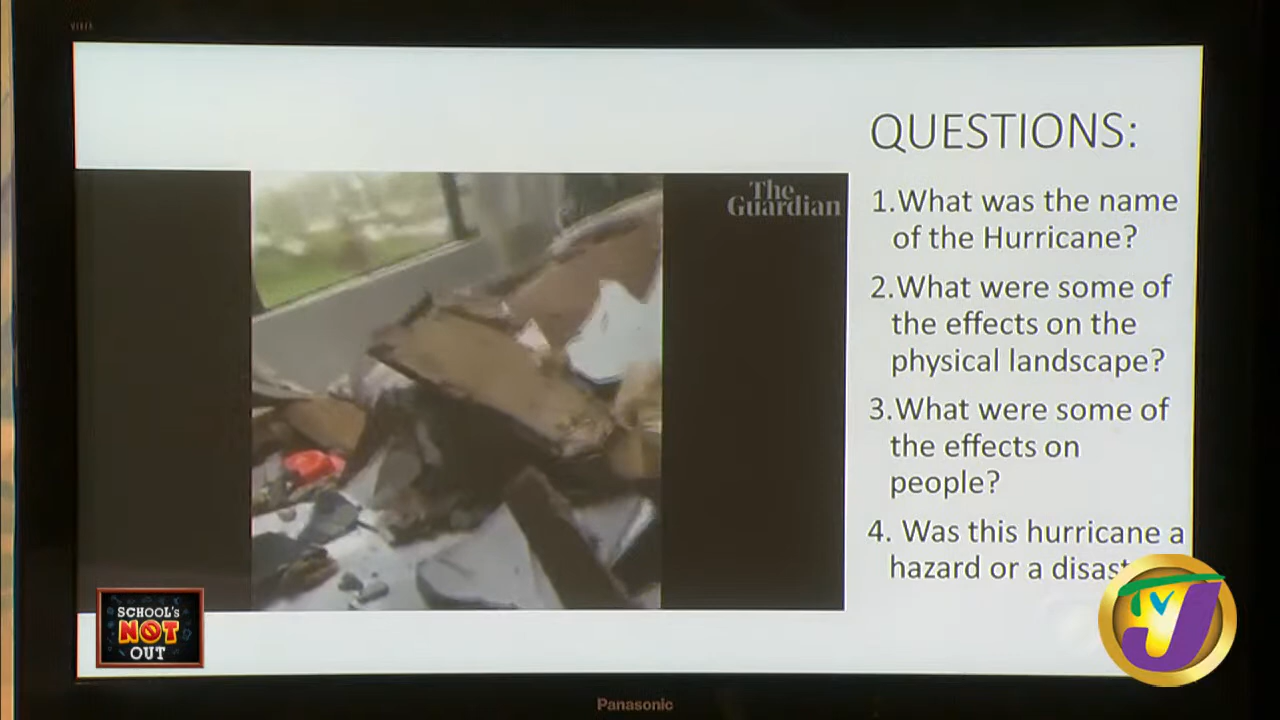 The
Guardian
QUESTIONS:
1.What was the name
of the Hurricane?
2.What were some of
the effects on the
physical landscape?
3.What were some of
the effects on
people?
4. Was this hurricane a
hazard or a disast
SCHOOL's
NOT
OUT
TVJ
Panasonic